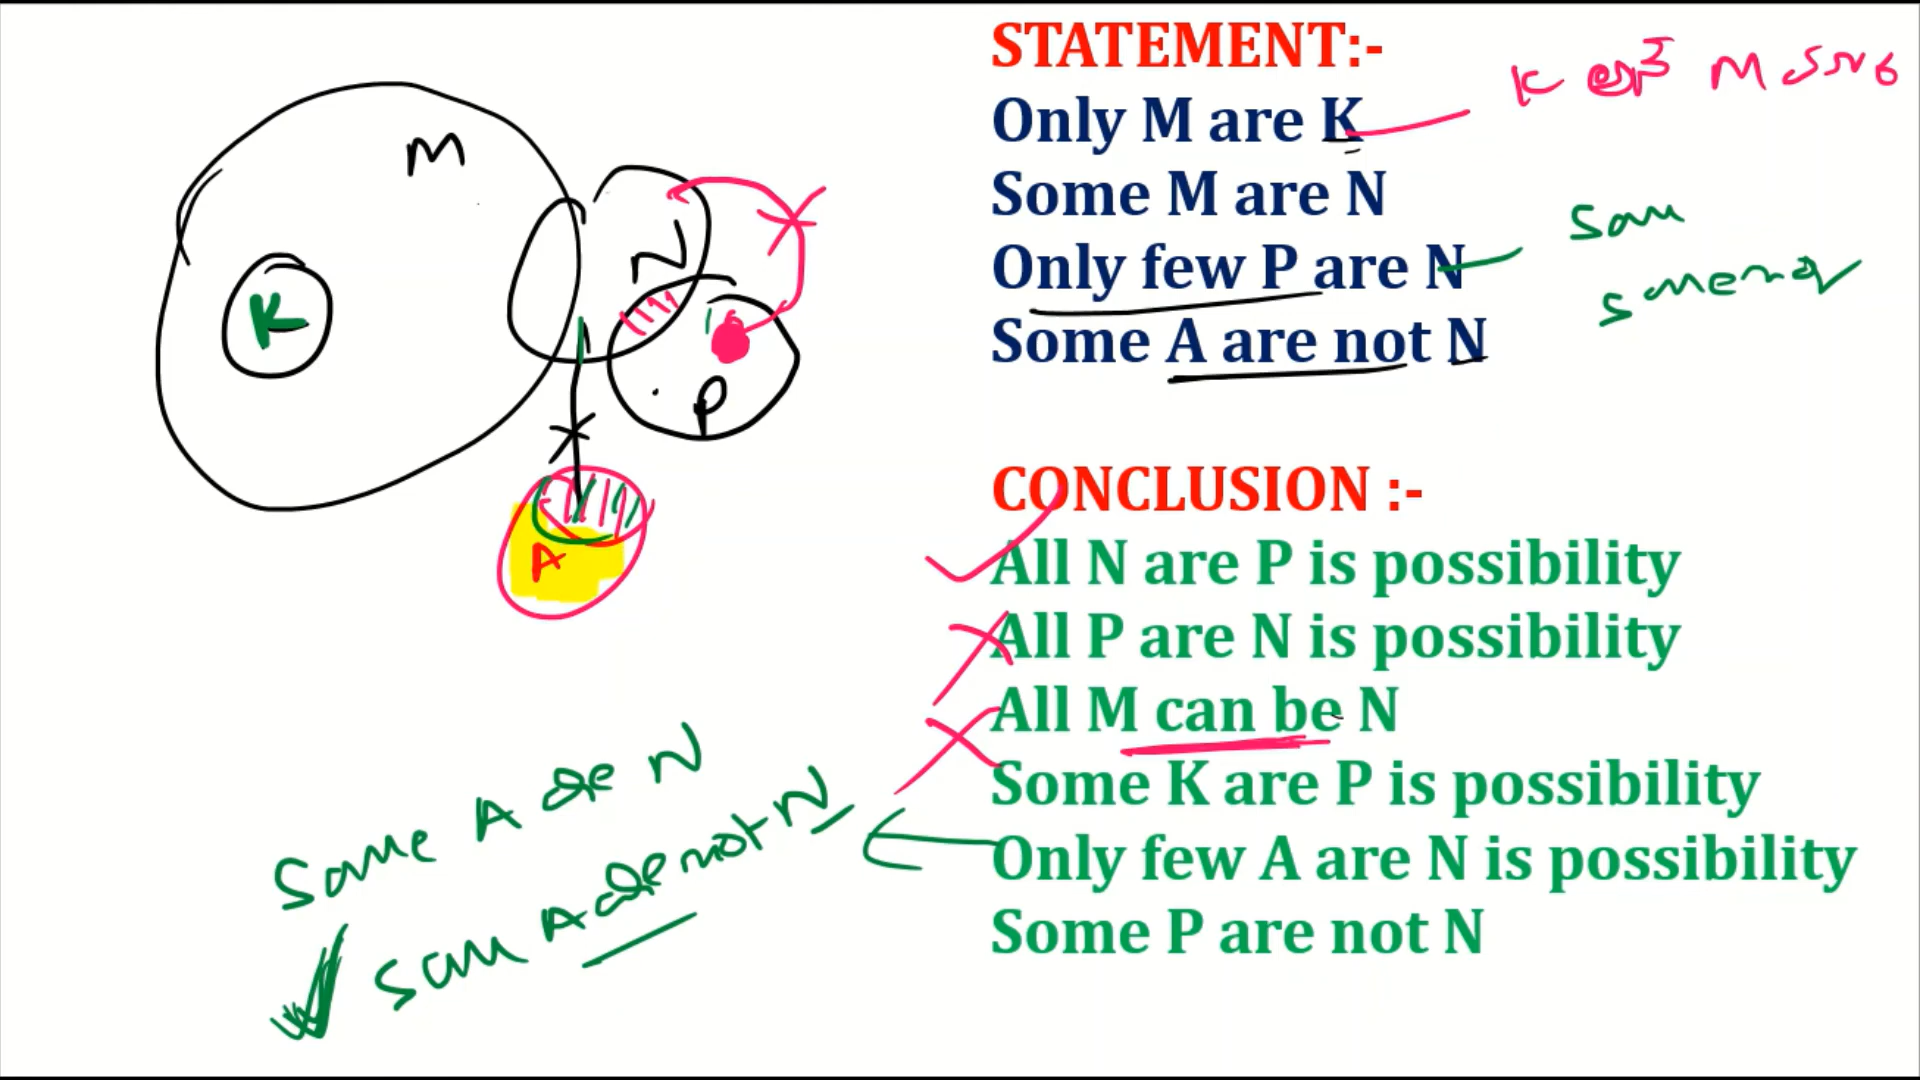 STATEMENT:-
Only M are K
Some M are N
Only few P are N
Some A are not N
CONCLUSION :-
All N are P is possibility
All P are N is possibility
All M can be N
Some K are P is possibility
Only few A are N is possibility
Some P are not N
M
K
N
P
A
K M
Some
Some A are N
Some A are not N